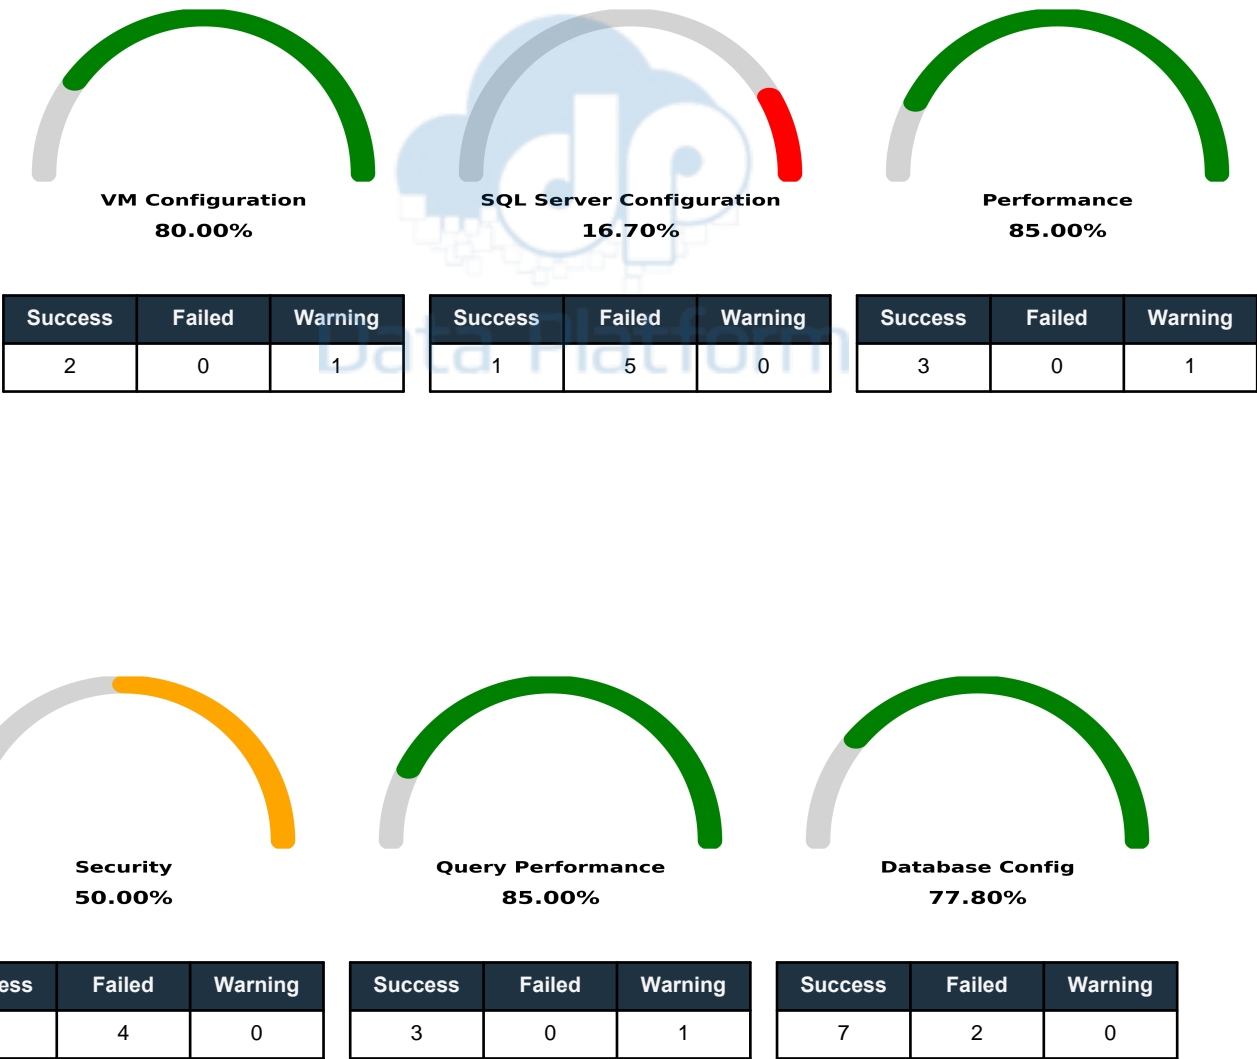 VM Configuration
80.00%
SQL Server Configuration
16.70%
Performance
85.00%
Success Failed Warning
2 0 1
Success Failed Warning
1 5 0
Success Failed Warning
3 0 1
dp
Data Platform
Security
50.00%
Query Performance
85.00%
Database Config
77.80%
ess Failed Warning
4 0
Success Failed Warning
3 0 1
Success Failed Warning
7 2 0